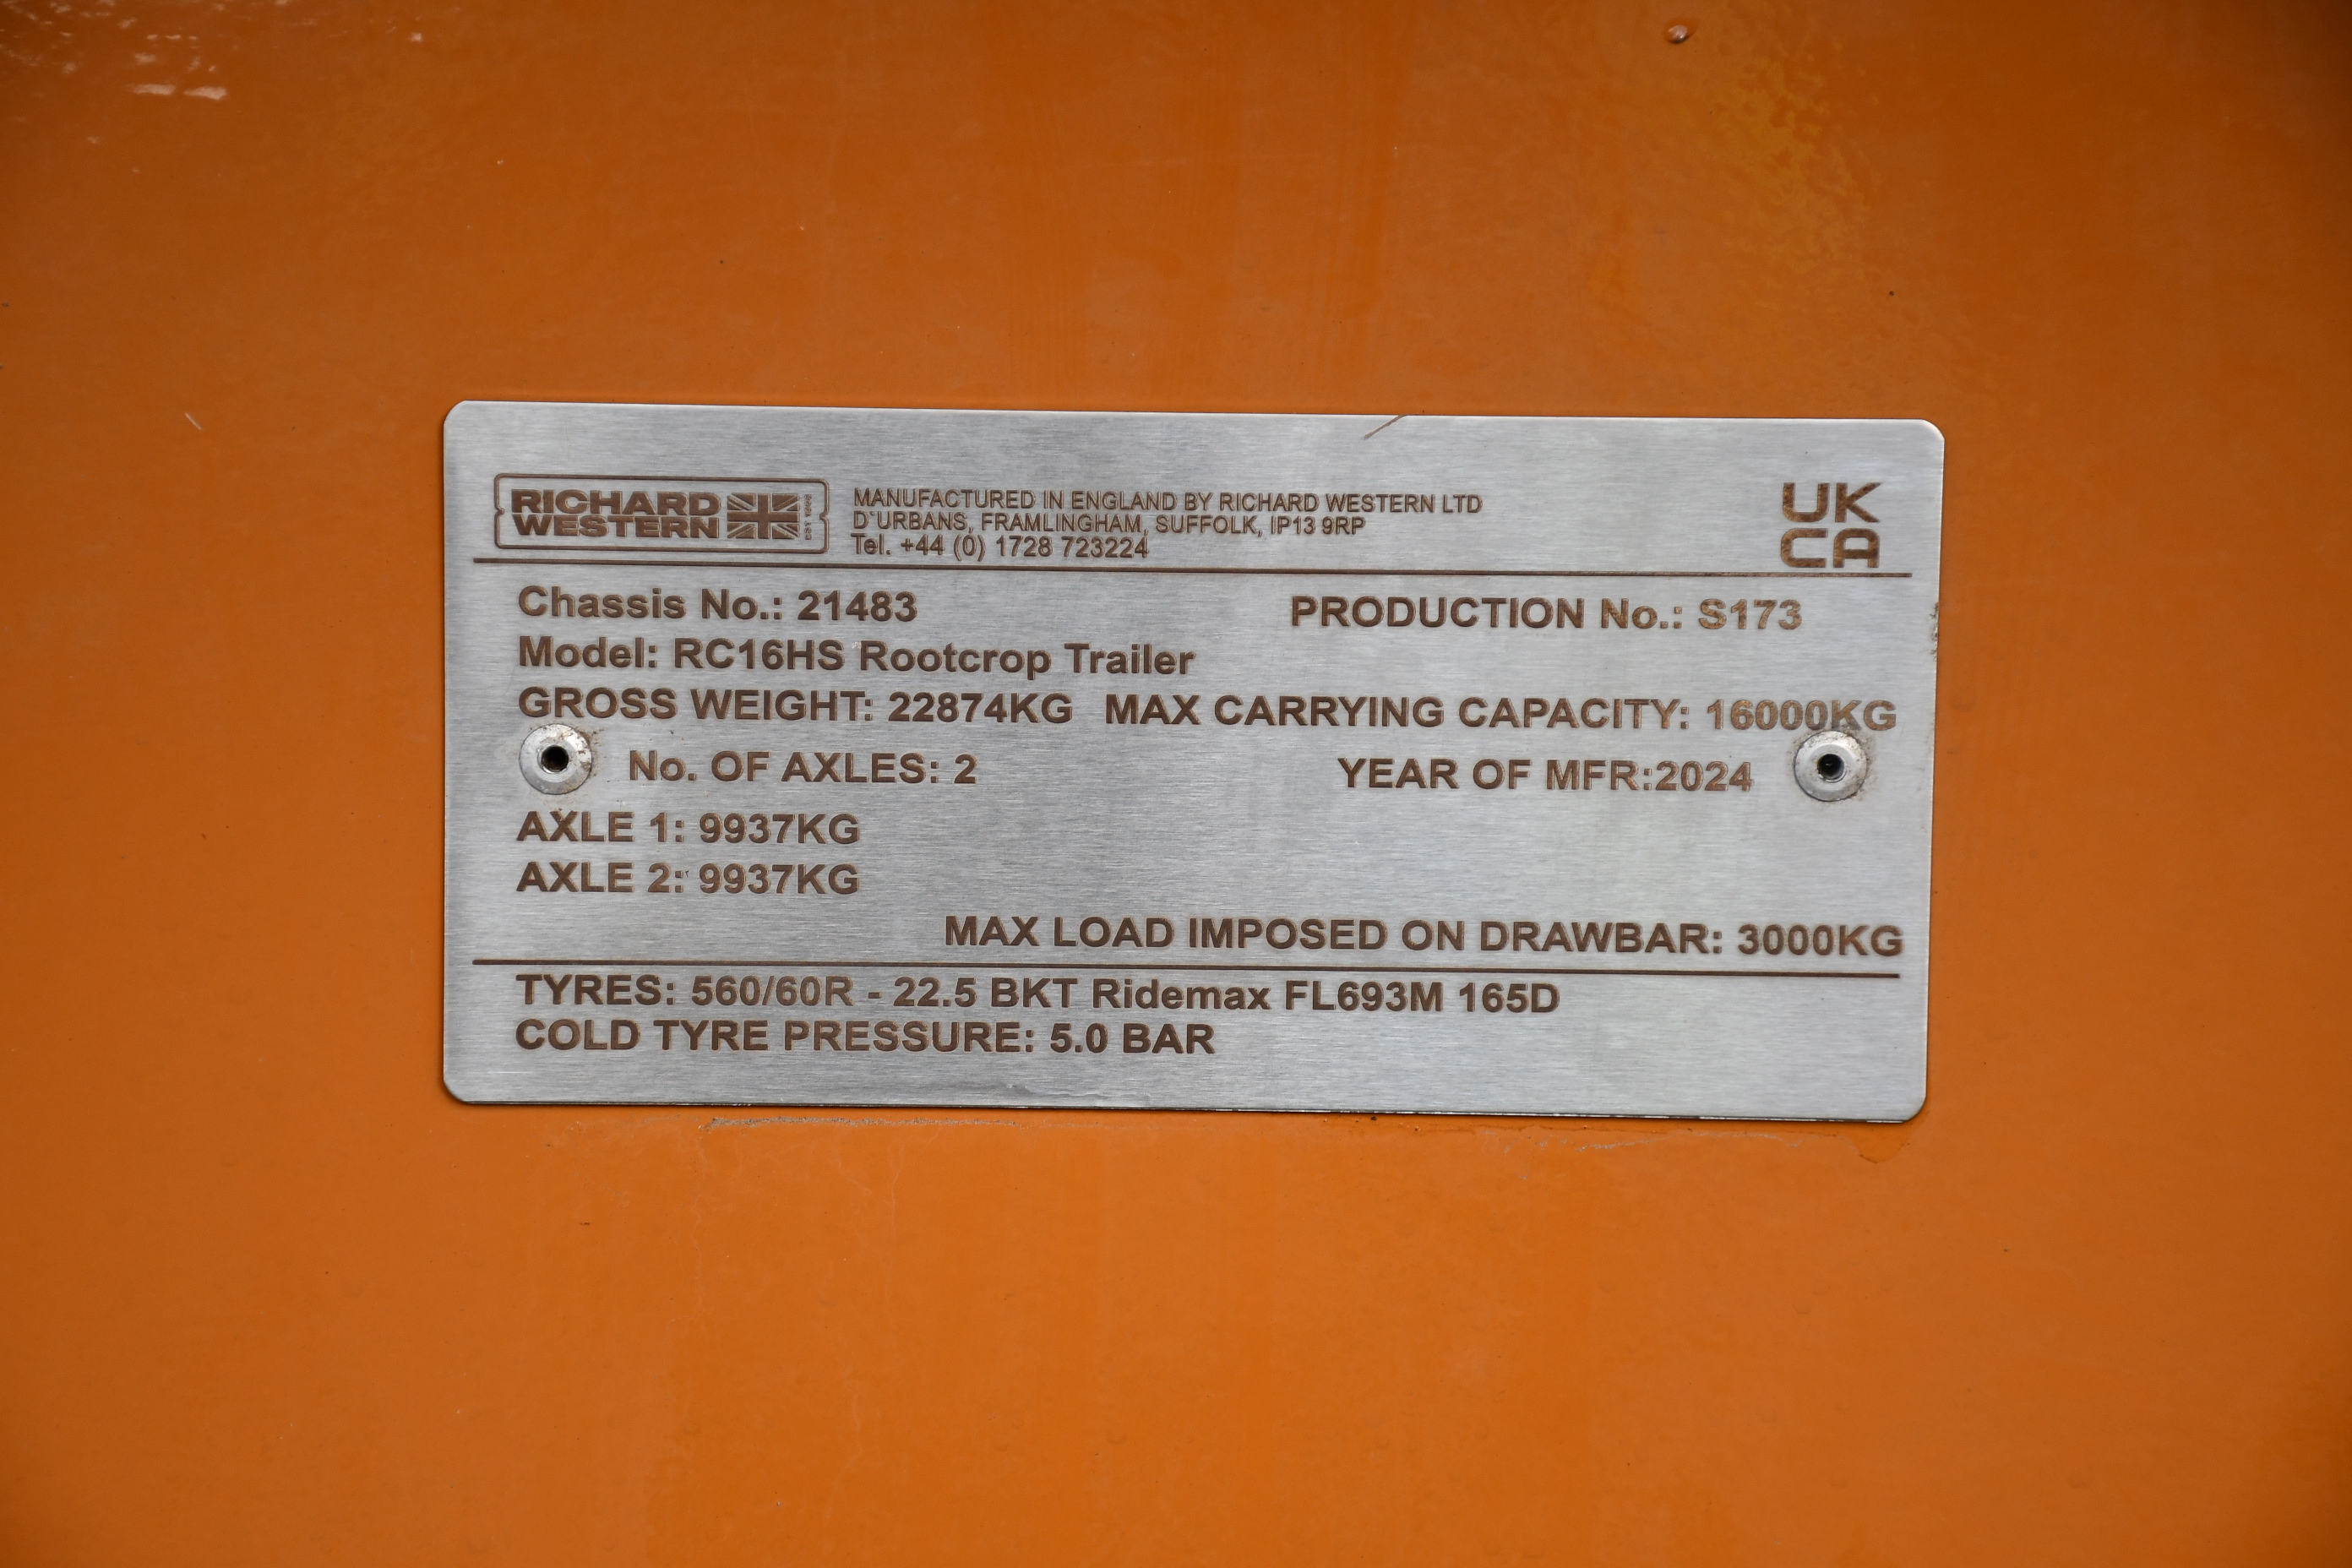 RICHARD
WESTERN
MANUFACTURED IN ENGLAND BY RICHARD WESTERN LTD
D`URBANS, FRAMLINGHAM, SUFFOLK, IP13 9RP
Tel. +44 (0) 1728 723224
UK
CA
Chassis No.: 21483
PRODUCTION No.: S173
Model: RC16HS Rootcrop Trailer
GROSS WEIGHT: 22874KG MAX CARRYING CAPACITY: 16000KG
No. OF AXLES: 2
YEAR OF MFR:2024
AXLE 1: 9937KG
AXLE 2: 9937KG
MAX LOAD IMPOSED ON DRAWBAR: 3000KG
TYRES: 560/60R - 22.5 BKT Ridemax FL693M 165D
COLD TYRE PRESSURE: 5.0 BAR